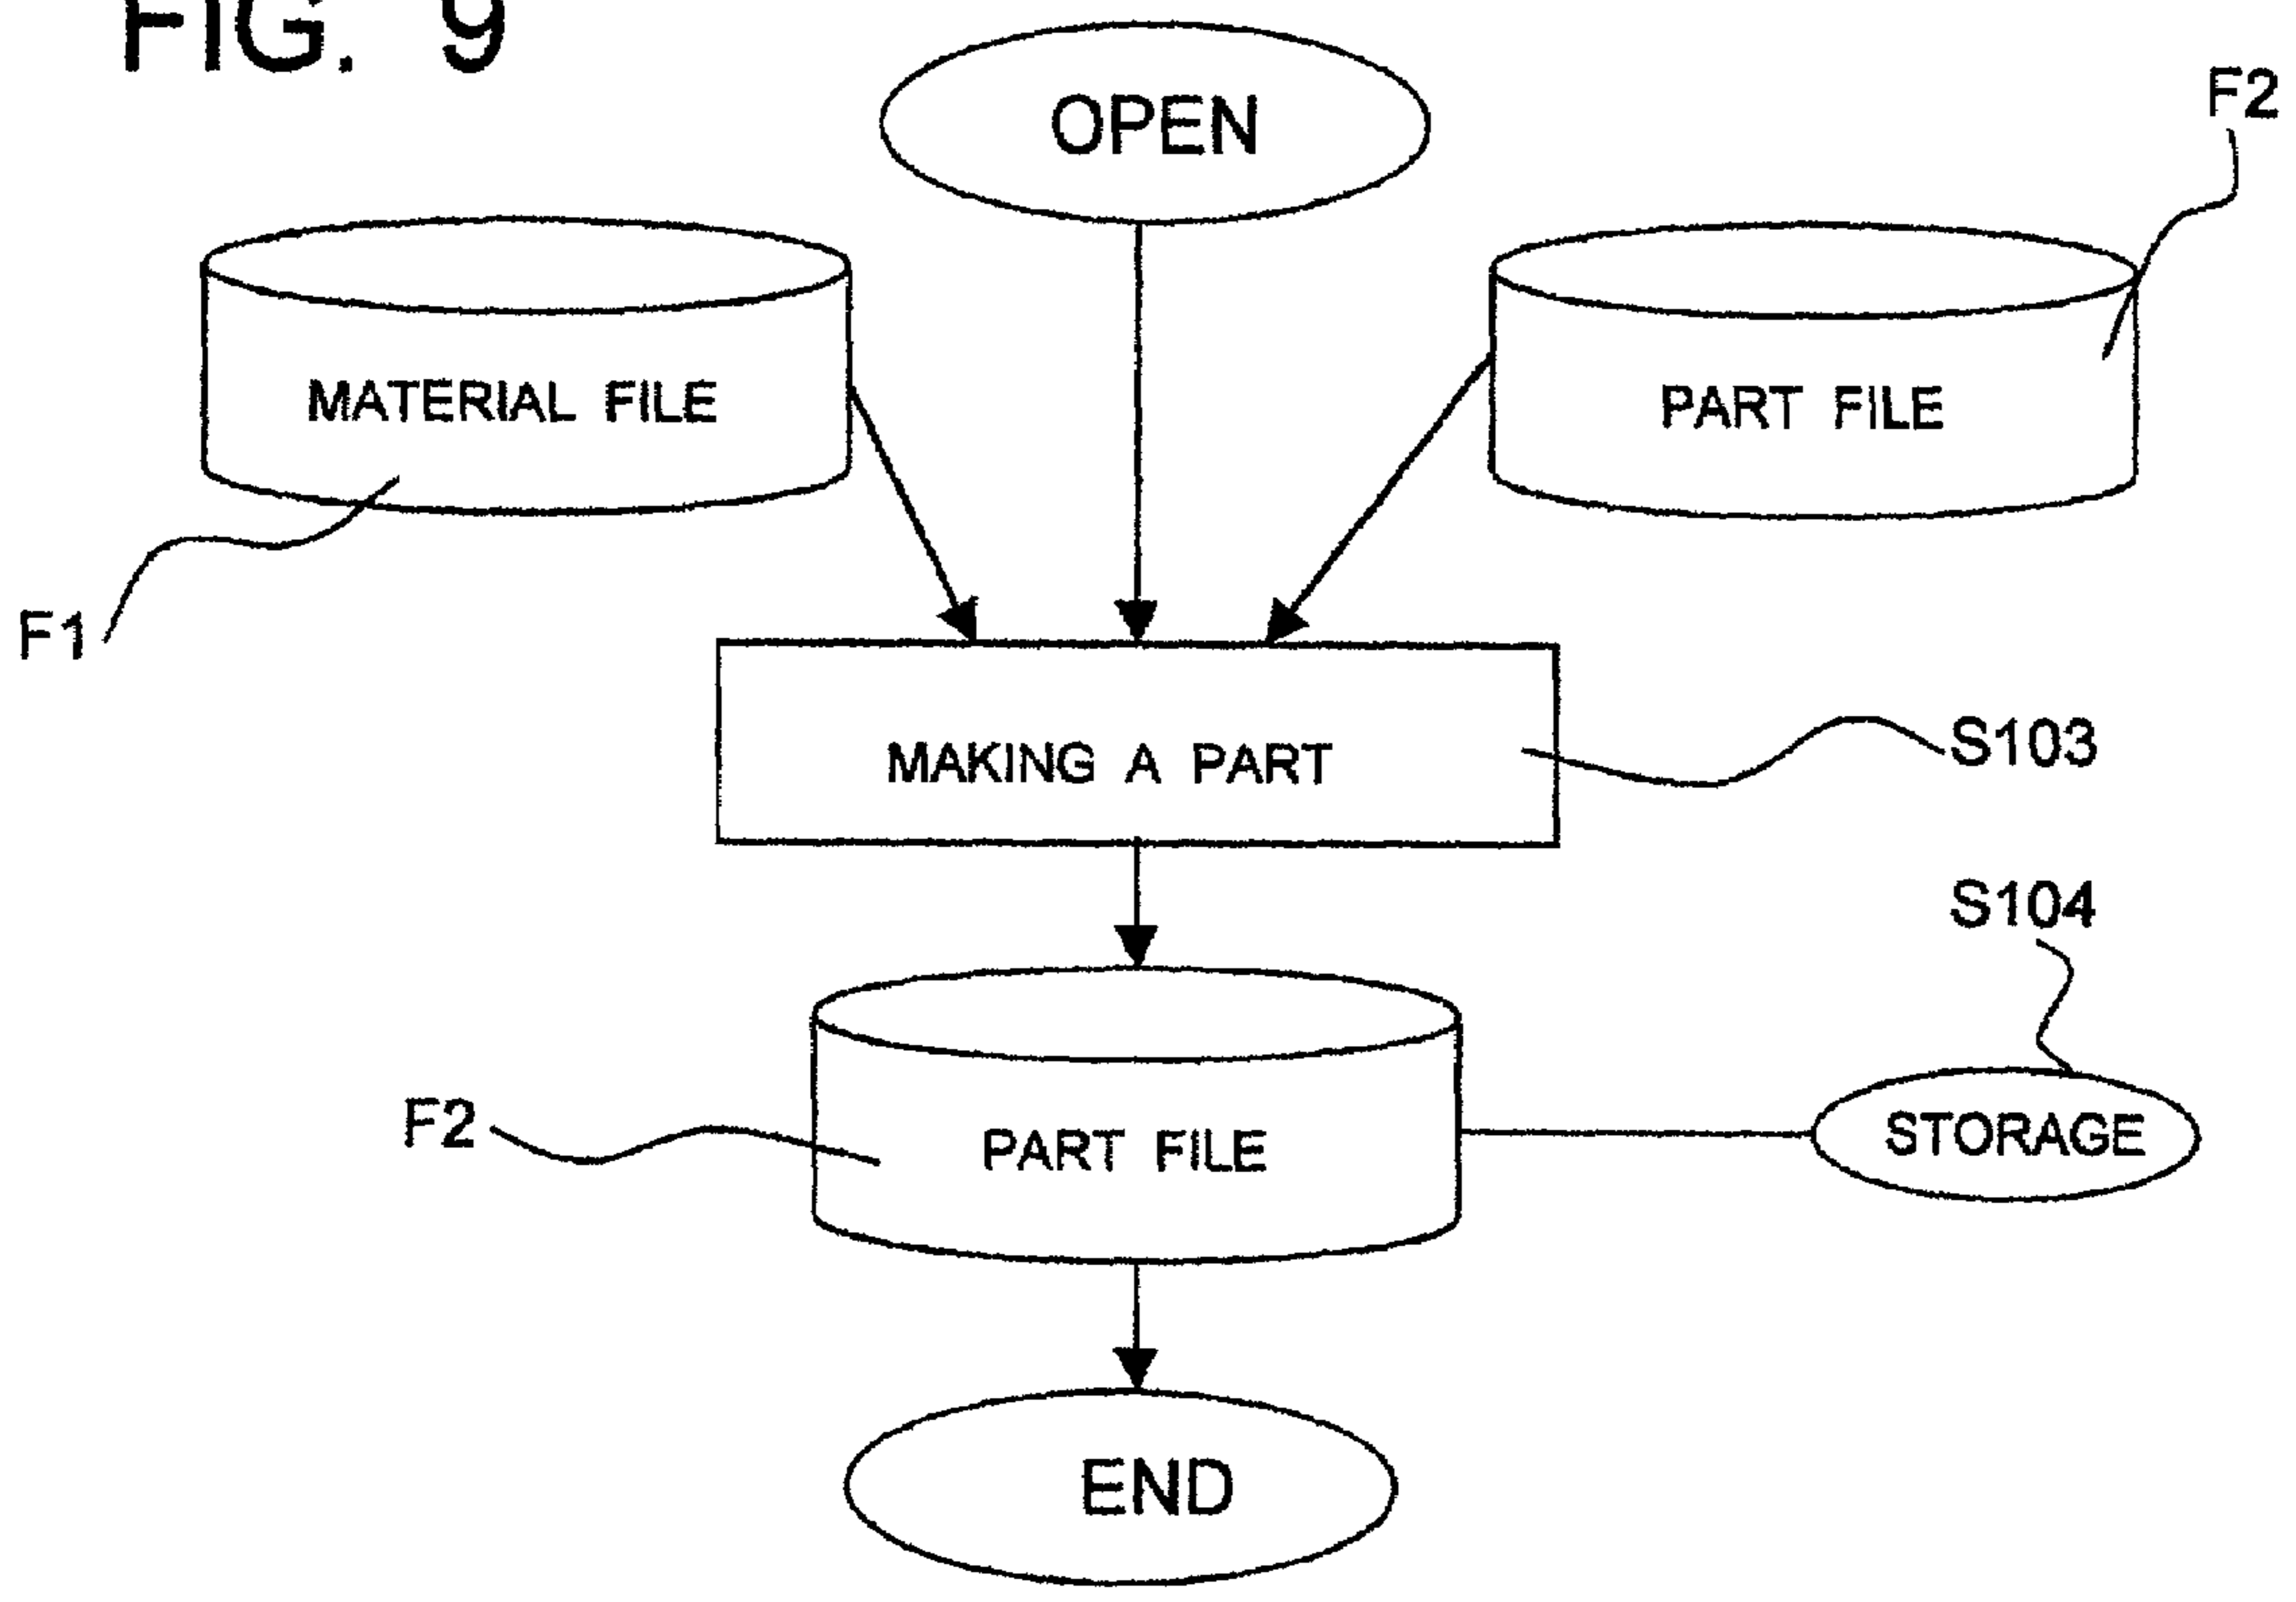 FIG. 9
OPEN
F2
MATERIAL FILE
PART FILE
F1
MAKING A PART
S103
S104
F2
PART FILE
STORAGE
END